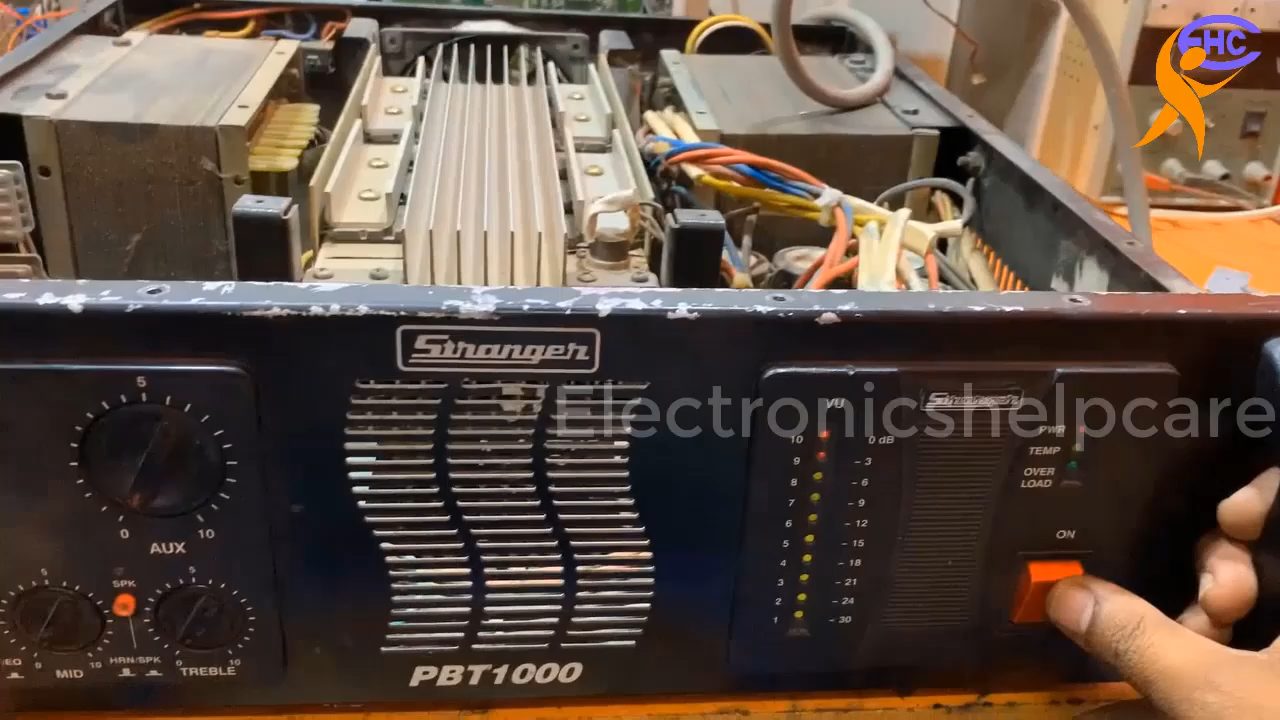 EHC
Stranger
Electronicshelpcare
VU
Stranger
10 0 dB
9 - 3
8 - 6
7 - 9
6 - 12
5 - 15
4 - 18
3 - 21
2 - 24
1 - 30
PWR
TEMP
OVER
LOAD
ON
5
0 10
AUX
5
0 10
MID
SPK
HRN/SPK
5
0 10
TREBLE
/EQ
PBT1000